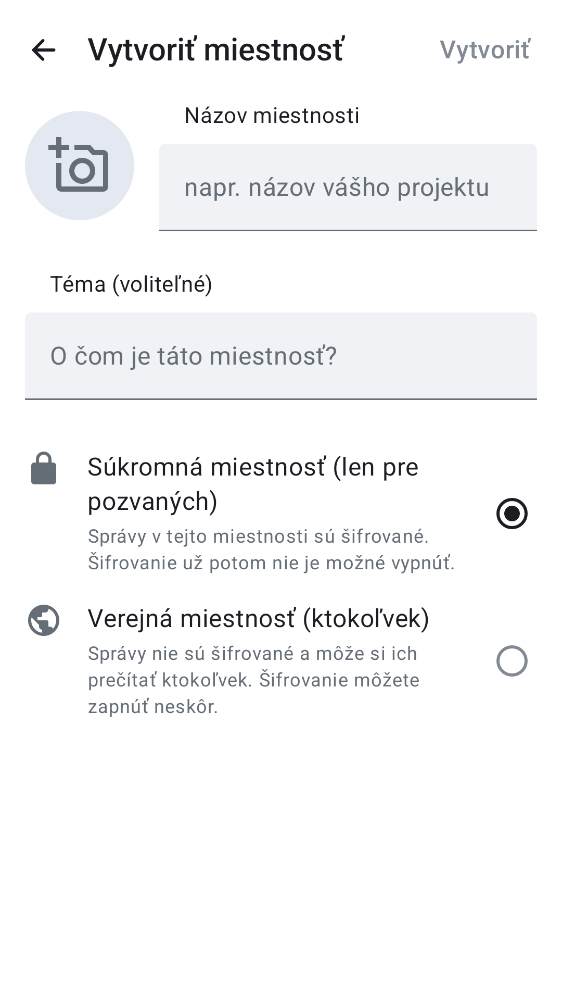 Vytvoriť miestnosť
Vytvoriť
Názov miestnosti
napr. názov vášho projektu
Téma (voliteľné)
O čom je táto miestnosť?
Súkromná miestnosť (len pre
pozvaných)
Správy v tejto miestnosti sú šifrované.
Šifrovanie už potom nie je možné vypnúť.
Verejná miestnosť (ktokoľvek)
Správy nie sú šifrované a môže si ich
prečítať ktokoľvek. Šifrovanie môžete
zapnúť neskôr.